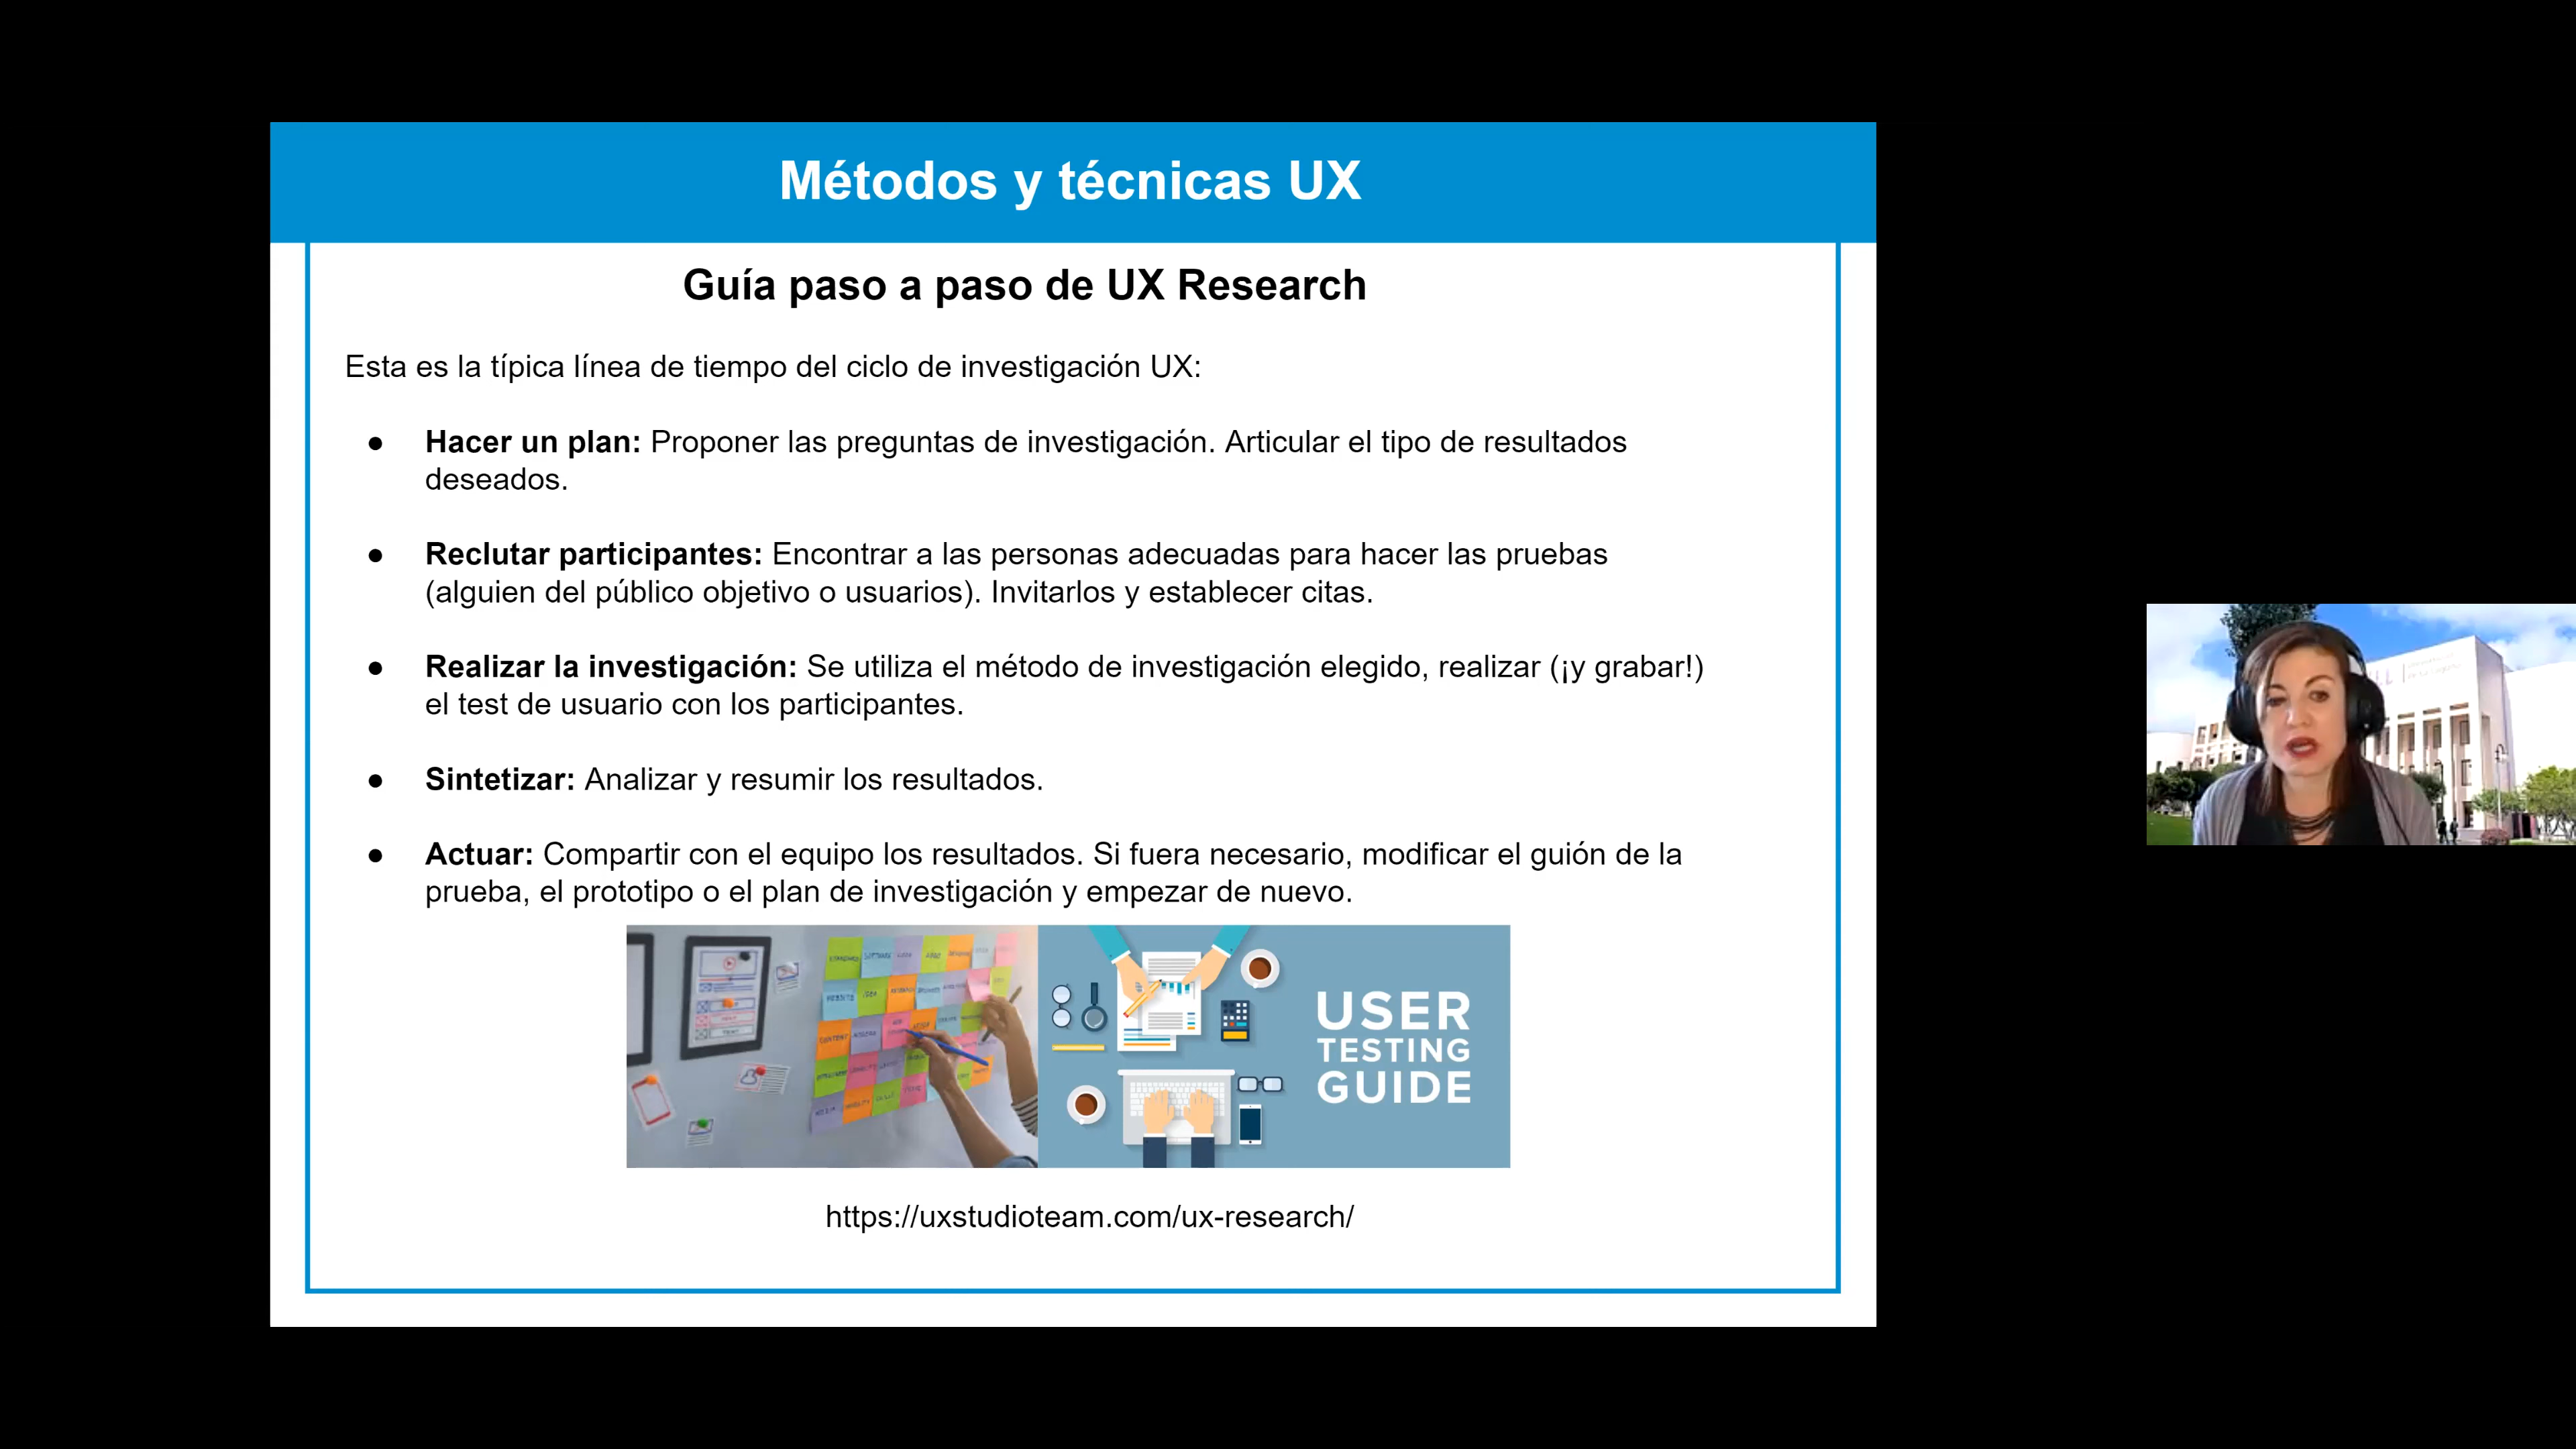 Métodos y técnicas UX
Guía paso a paso de UX Research
Esta es la típica línea de tiempo del ciclo de investigación UX:
● Hacer un plan: Proponer las preguntas de investigación. Articular el tipo de resultados
deseados.
● Reclutar participantes: Encontrar a las personas adecuadas para hacer las pruebas
(alguien del público objetivo o usuarios). Invitarlos y establecer citas.
● Realizar la investigación: Se utiliza el método de investigación elegido, realizar (¡y grabar!)
el test de usuario con los participantes.
● Sintetizar: Analizar y resumir los resultados.
● Actuar: Compartir con el equipo los resultados. Si fuera necesario, modificar el guión de la
prueba, el prototipo o el plan de investigación y empezar de nuevo.
USER
TESTING
GUIDE
https://uxstudioteam.com/ux-research/